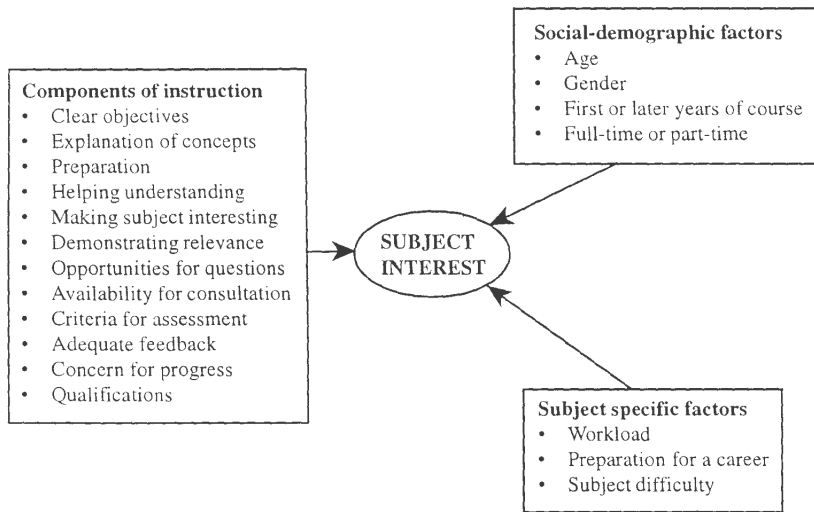 Social-demographic factors
• Age
• Gender
• First or later years of course
• Full-time or part-time
Components of instruction
• Clear objectives
• Explanation of concepts
• Preparation
• Helping understanding
• Making subject interesting
• Demonstrating relevance
• Opportunities for questions
• Availability for consultation
• Criteria for assessment
• Adequate feedback
• Concern for progress
• Qualifications
SUBJECT
INTEREST
Subject specific factors
• Workload
• Preparation for a career
• Subject difficulty